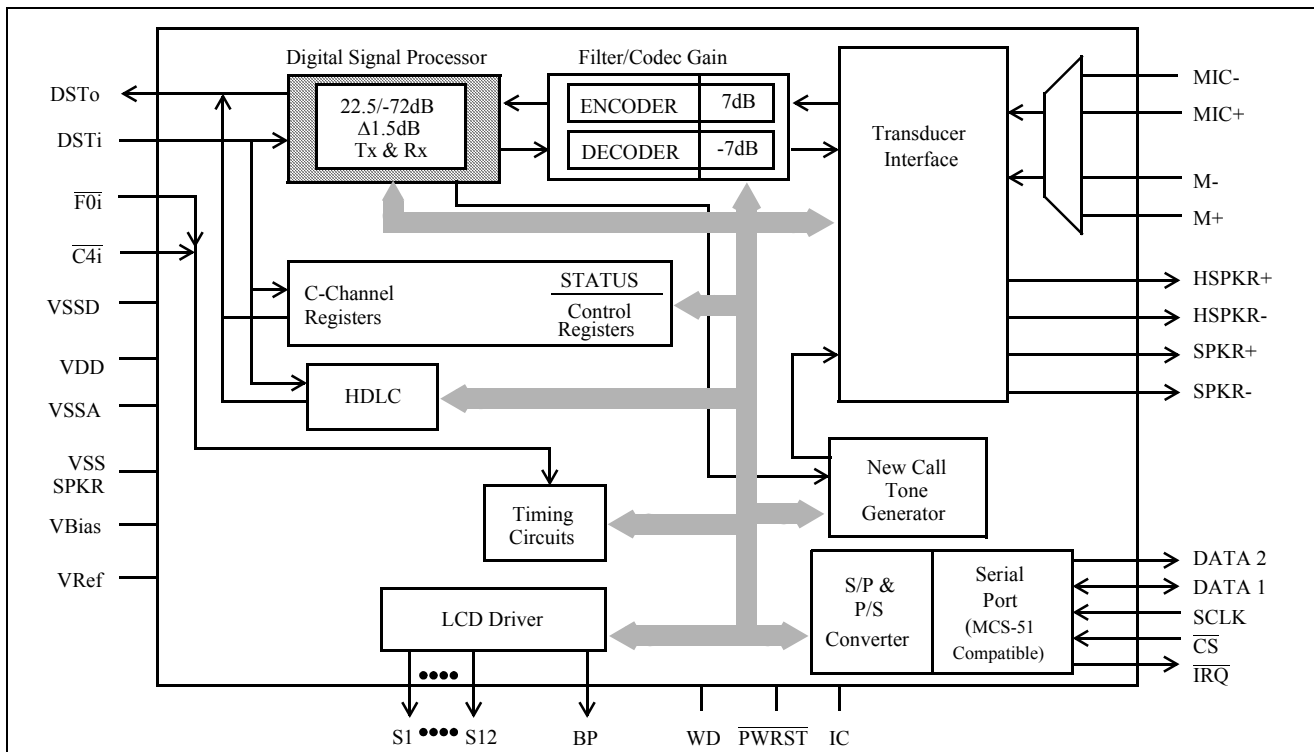 Digital Signal Processor
Filter/Codec Gain
DSTo
DSTi
F0i
C4i
VSSD
VDD
VSSA
VSS
SPKR
VBias
VRef
22.5/-72dB
Δ1.5dB
Tx & Rx
ENCODER
7dB
DECODER
-7dB
Transducer
Interface
MIC-
MIC+
M-
M+
HSPKR+
HSPKR-
SPKR+
SPKR-
C-Channel
Registers
STATUS
Control
Registers
HDLC
Timing
Circuits
New Call
Tone
Generator
LCD Driver
S/P &
P/S
Converter
Serial
Port
(MCS-51
Compatible)
DATA 2
DATA 1
SCLK
CS
IRQ
S1
S12
BP
WD
PWRST
IC